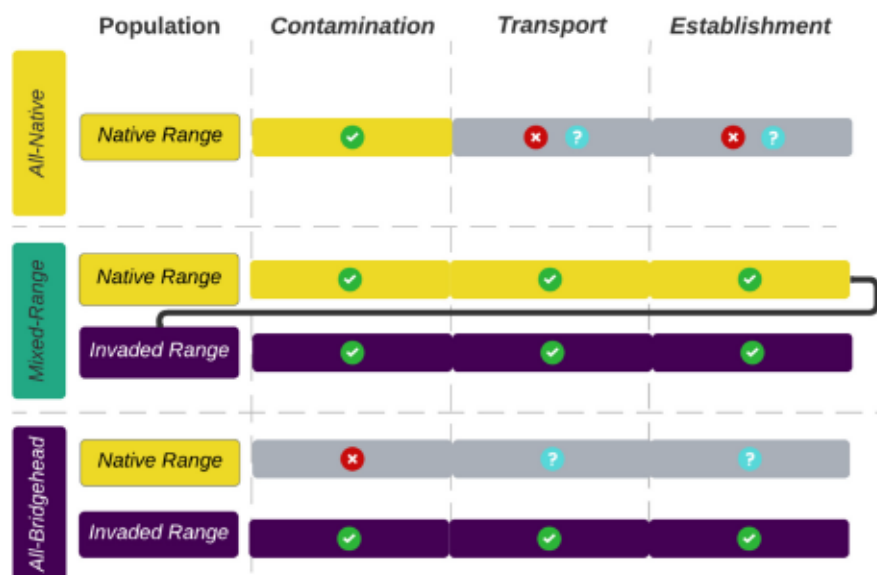 Population Contamination Transport Establishment
All-Native
Native Range
? ?
Mixed-Range
Native Range
Invaded Range
All-Bridgehead
Native Range
? ?
Invaded Range